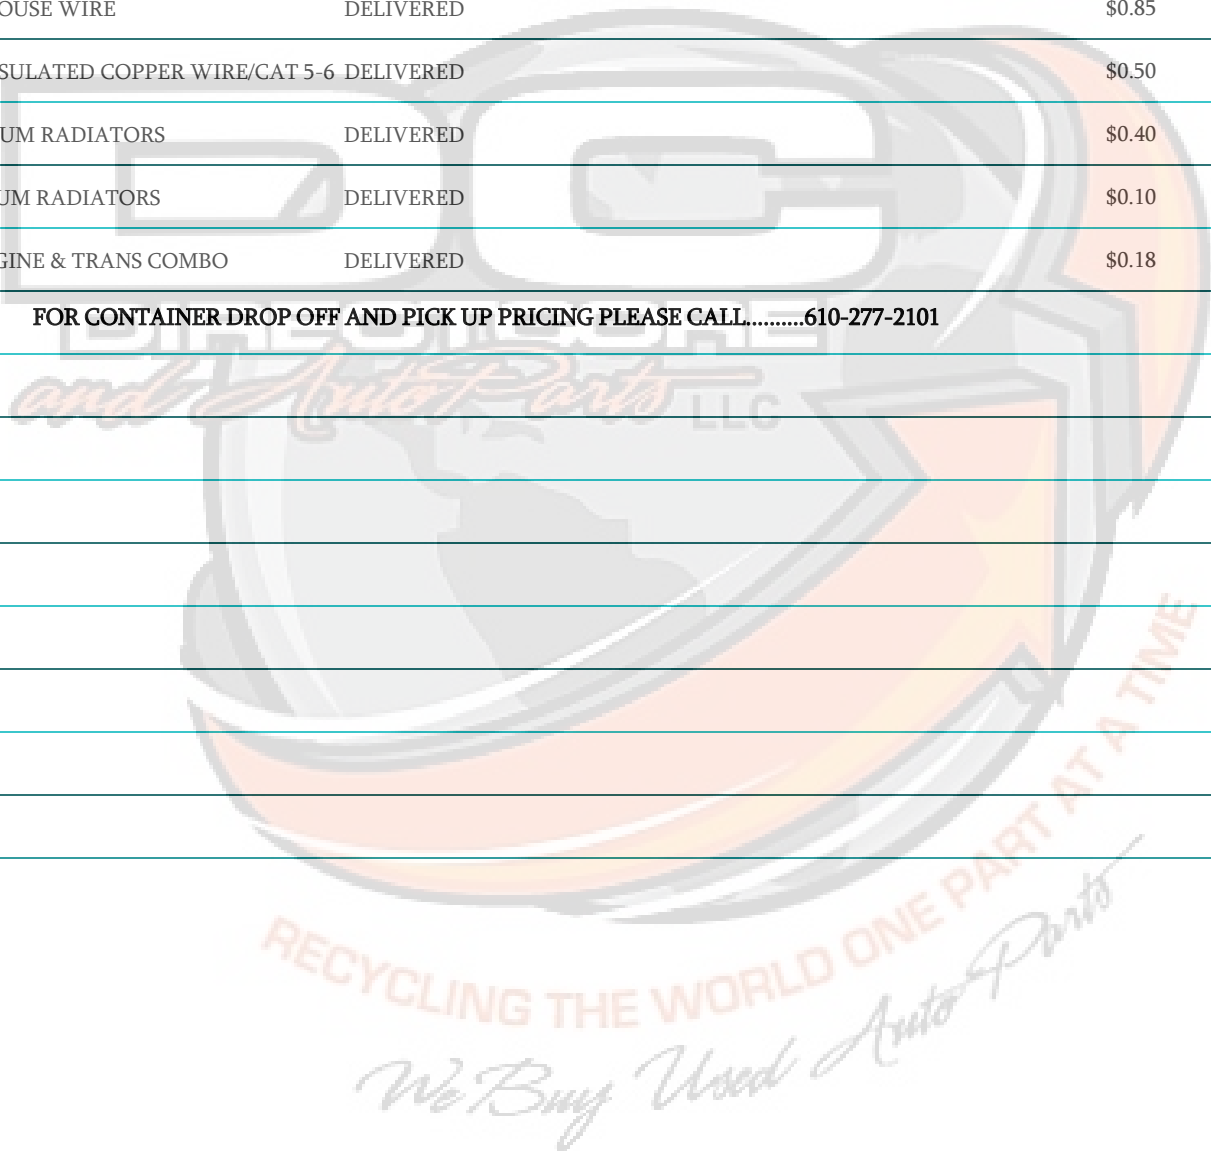 OUSE WIRE DELIVERED $0.85
SULATED COPPER WIRE/CAT 5-6 DELIVERED $0.50
UM RADIATORS DELIVERED $0.40
UM RADIATORS DELIVERED $0.10
GINE & TRANS COMBO DELIVERED $0.18
FOR CONTAINER DROP OFF AND PICK UP PRICING PLEASE CALL..........610-277-2101
DC
DIRECT CORE
and Auto Parts LLC
RECYCLING THE WORLD ONE PART AT A TIME
We Buy Used Auto Parts